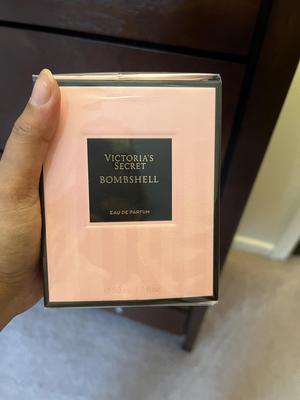 VICTORIA'S
SECRET
BOMBSHELL
EAU DE PARFUM